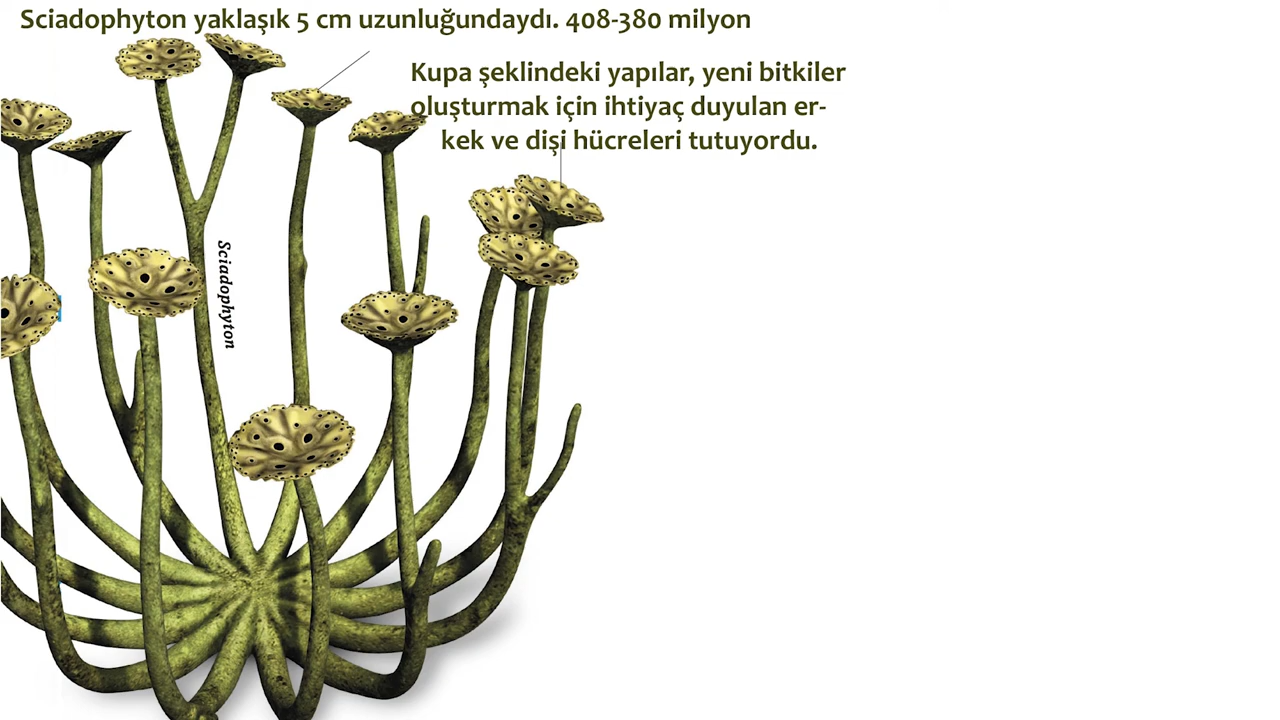 Sciadophyton yaklaşık 5 cm uzunluğundaydı. 408-380 milyon
Kupa şeklindeki yapılar, yeni bitkiler
oluşturmak için ihtiyaç duyulan er-
kek ve dişi hücreleri tutuyordu.
Sciadophyton